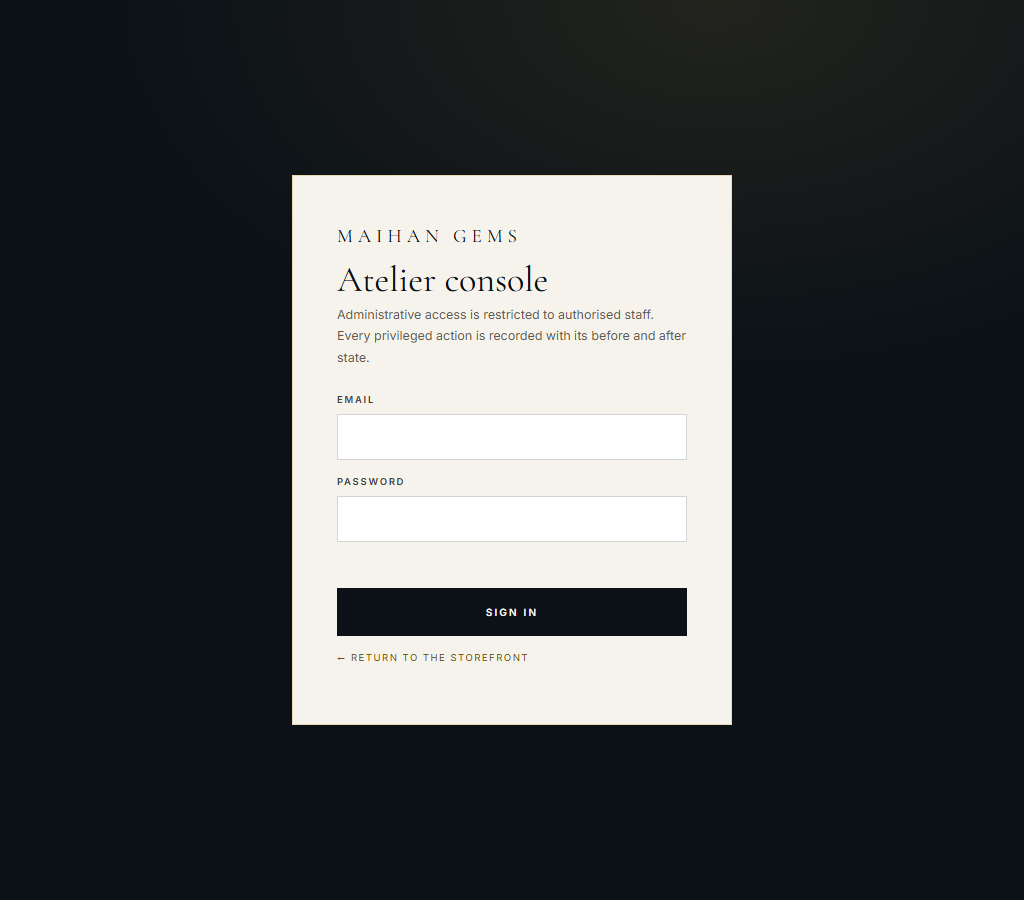 MAIHAN GEMS
Atelier console
Administrative access is restricted to authorised staff.
Every privileged action is recorded with its before and after
state.
EMAIL
PASSWORD
SIGN IN
← RETURN TO THE STOREFRONT